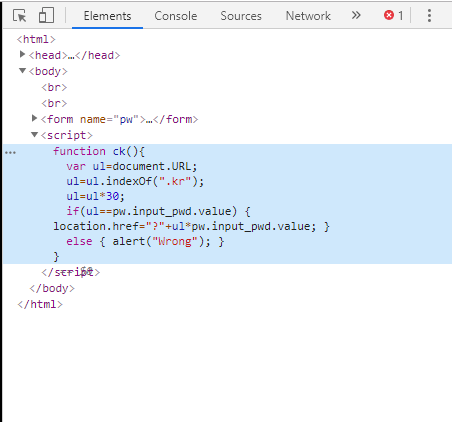 Elements Console Sources Network » 1
<html>
<head>…</head>
<body>
<br>
<br>
<form name="pw">…</form>
<script>
function ck(){
var ul=document.URL;
ul=ul.indexOf(".kr");
ul=ul*30;
if(ul==pw.input_pwd.value) {
location.href="?"+ul*pw.input_pwd.value; }
else { alert("Wrong"); }
}
</script>
</body>
</html>